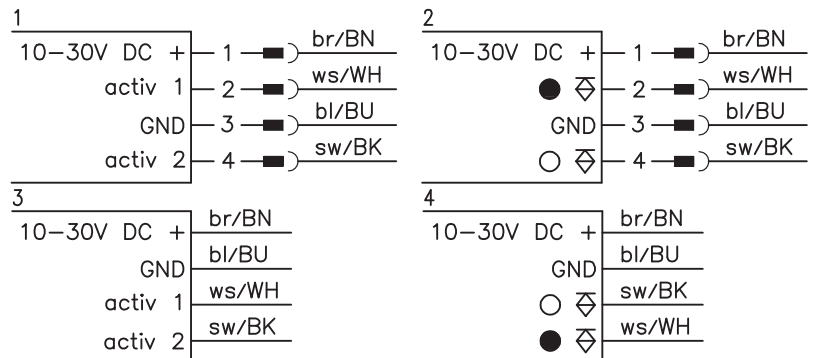 1
10–30V DC + 1 br/BN
activ 1 2 ws/WH
GND 3 bl/BU
activ 2 4 sw/BK
2
10–30V DC + 1 br/BN
2 ws/WH
GND 3 bl/BU
4 sw/BK
3
10–30V DC + br/BN
GND bl/BU
activ 1 ws/WH
activ 2 sw/BK
4
10–30V DC + br/BN
GND bl/BU
sw/BK
ws/WH